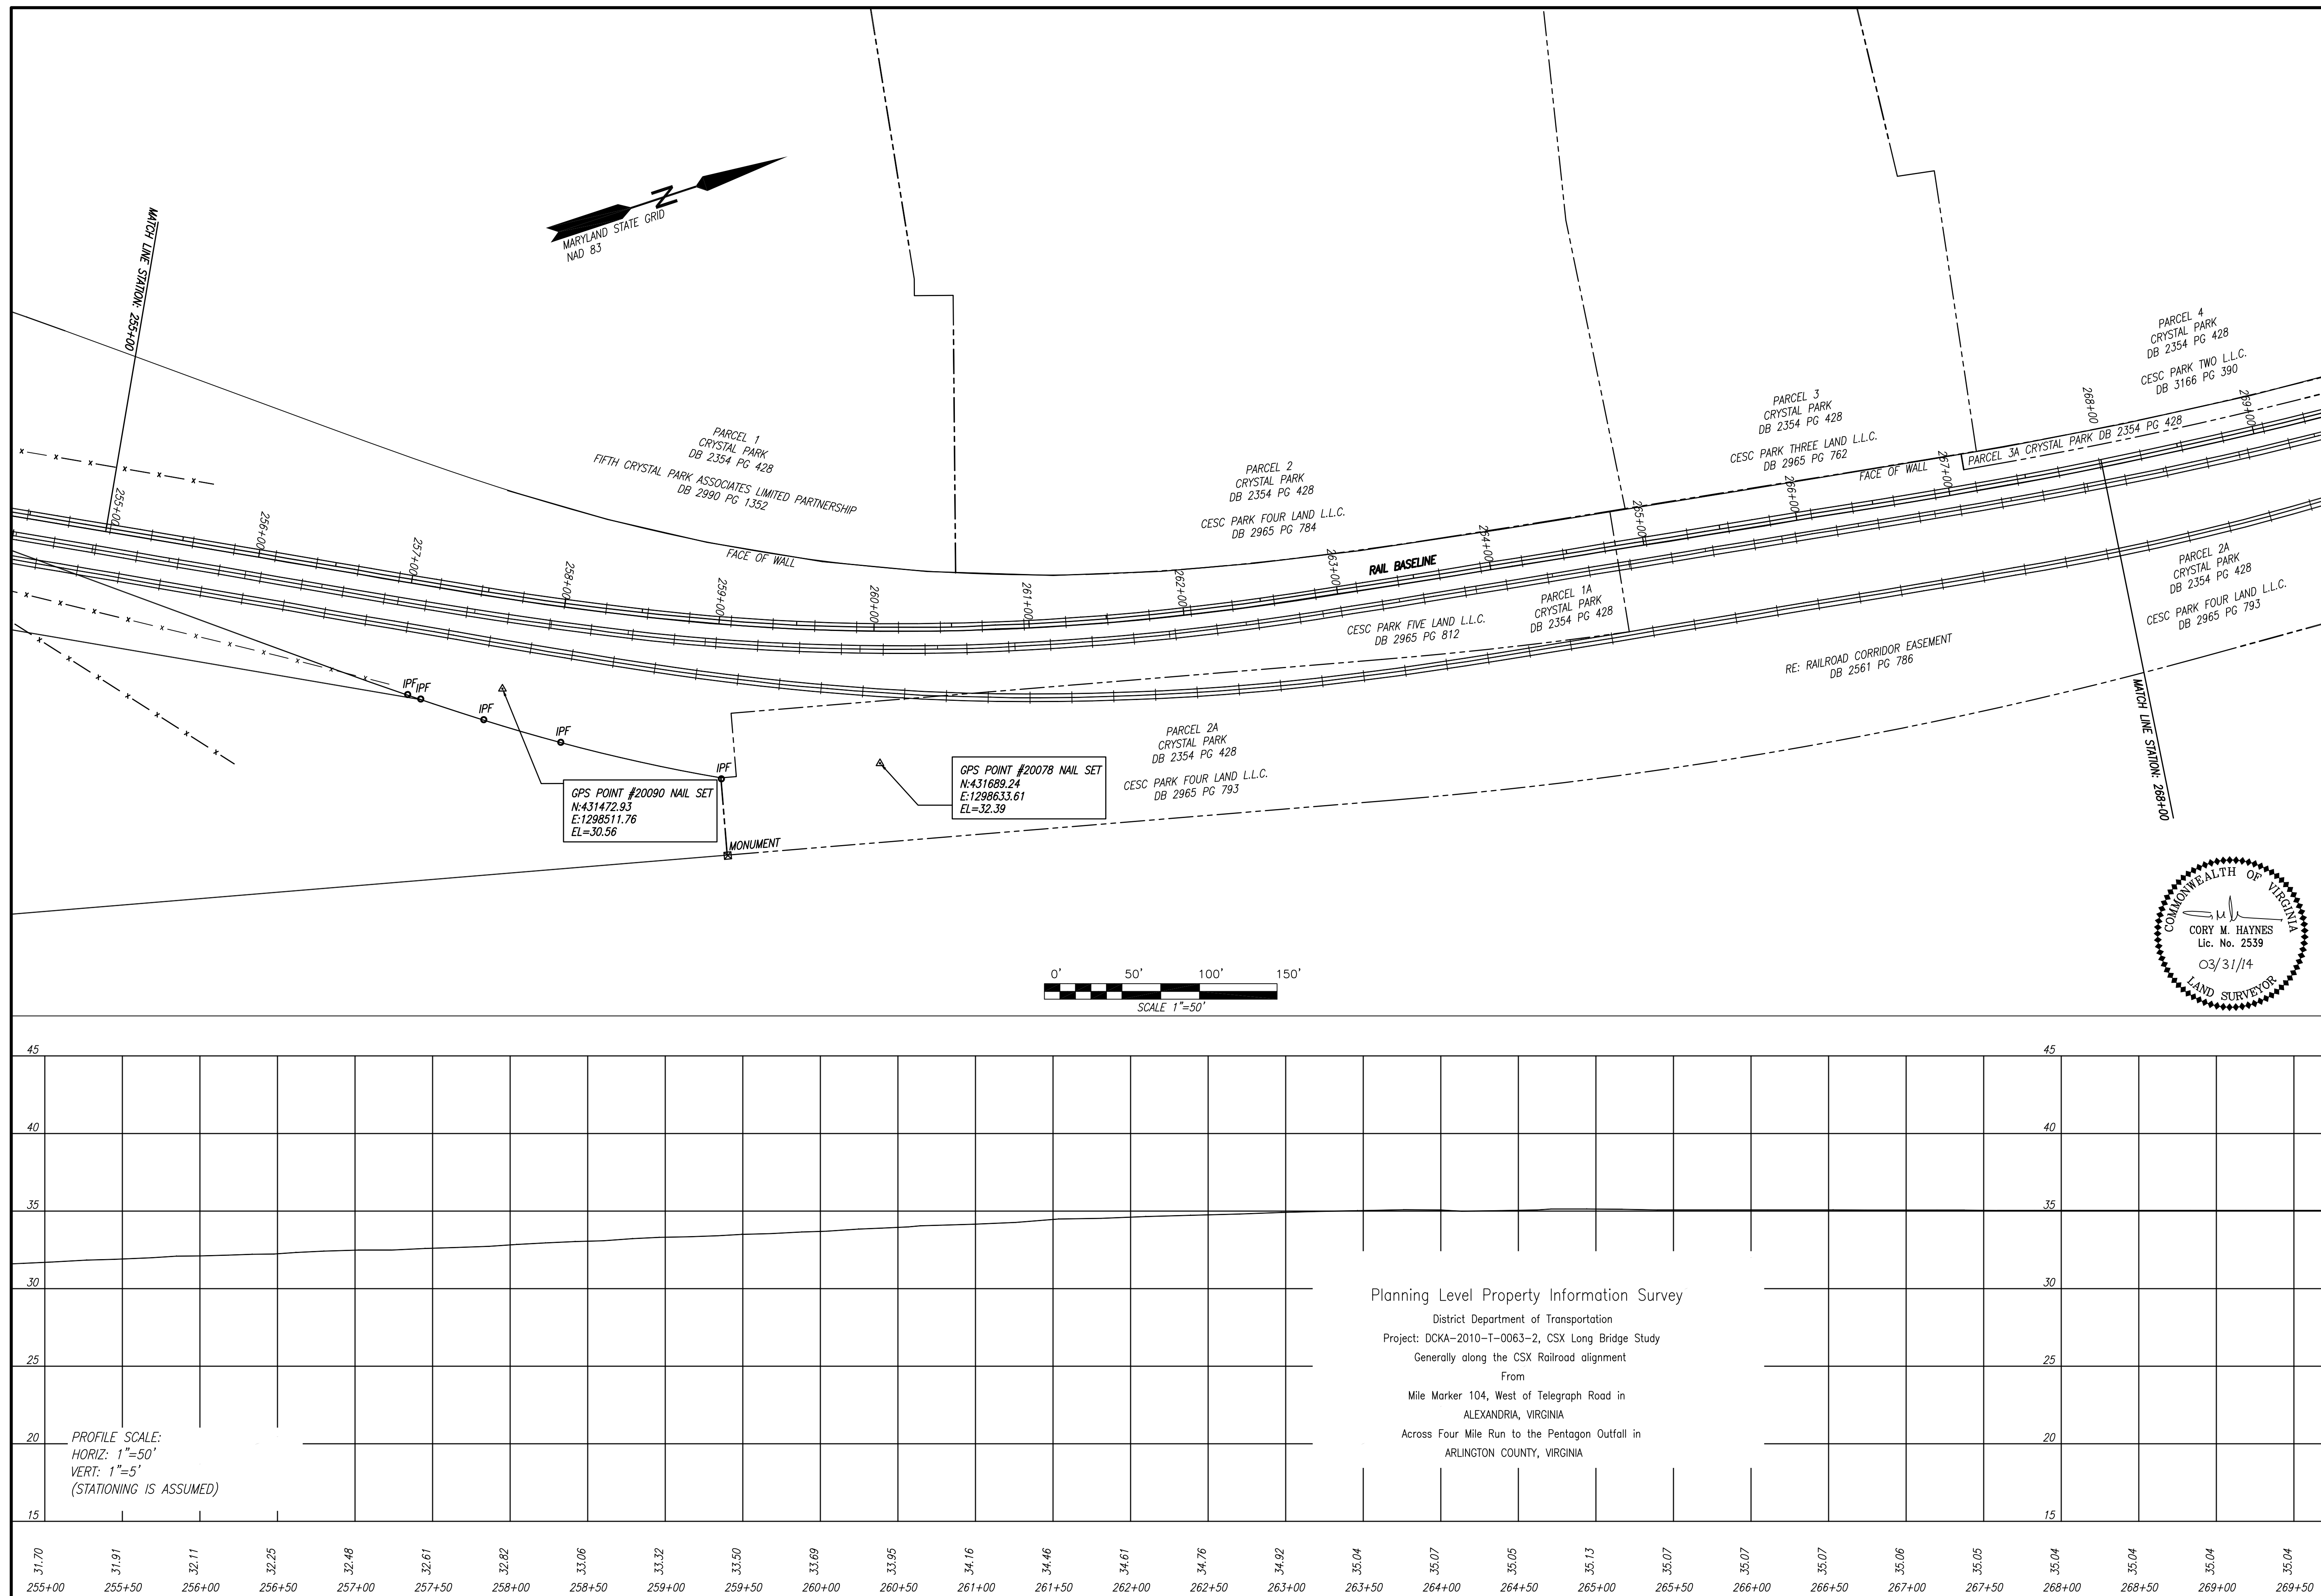 MATCH LINE STATION: 255+00
MARYLAND STATE GRID
NAD 83
N
PARCEL 1
CRYSTAL PARK
DB 2354 PG 428
FIFTH CRYSTAL PARK ASSOCIATES LIMITED PARTNERSHIP
DB 2990 PG 1352
PARCEL 2
CRYSTAL PARK
DB 2354 PG 428
CESC PARK FOUR LAND L.L.C.
DB 2965 PG 784
PARCEL 3
CRYSTAL PARK
DB 2354 PG 428
CESC PARK THREE LAND L.L.C.
DB 2965 PG 762
PARCEL 4
CRYSTAL PARK
DB 2354 PG 428
CESC PARK TWO L.L.C.
DB 3166 PG 390
PARCEL 3A CRYSTAL PARK DB 2354 PG 428
FACE OF WALL
FACE OF WALL
RAIL BASELINE
255+00
256+00
257+00
258+00
259+00
260+00
261+00
262+00
263+00
264+00
265+00
266+00
267+00
268+00
269+00
CESC PARK FIVE LAND L.L.C.
DB 2965 PG 812
PARCEL 1A
CRYSTAL PARK
DB 2354 PG 428
RE: RAILROAD CORRIDOR EASEMENT
DB 2561 PG 786
PARCEL 2A
CRYSTAL PARK
DB 2354 PG 428
CESC PARK FOUR LAND L.L.C.
DB 2965 PG 793
MATCH LINE STATION: 268+00
IPF
IPF
IPF
IPF
IPF
MONUMENT
GPS POINT #20090 NAIL SET
N:431472.93
E:1298511.76
EL=30.56
GPS POINT #20078 NAIL SET
N:431689.24
E:1298633.61
EL=32.39
PARCEL 2A
CRYSTAL PARK
DB 2354 PG 428
CESC PARK FOUR LAND L.L.C.
DB 2965 PG 793
COMMONWEALTH OF VIRGINIA
CORY M. HAYNES
Lic. No. 2539
03/31/14
LAND SURVEYOR
0' 50' 100' 150'
SCALE 1"=50'
45 45
40 40
35 35
30 30
25 25
20 20
15 15
PROFILE SCALE:
HORIZ: 1"=50'
VERT: 1"=5'
(STATIONING IS ASSUMED)
Planning Level Property Information Survey
District Department of Transportation
Project: DCKA-2010-T-0063-2, CSX Long Bridge Study
Generally along the CSX Railroad alignment
From
Mile Marker 104, West of Telegraph Road in
ALEXANDRIA, VIRGINIA
Across Four Mile Run to the Pentagon Outfall in
ARLINGTON COUNTY, VIRGINIA
31.70 31.91 32.11 32.25 32.48 32.61 32.82 33.06 33.32 33.50 33.69 33.95 34.16 34.46 34.61 34.76 34.92 35.04 35.07 35.05 35.13 35.07 35.07 35.07 35.06 35.05 35.04 35.04 35.04 35.04
255+00 255+50 256+00 256+50 257+00 257+50 258+00 258+50 259+00 259+50 260+00 260+50 261+00 261+50 262+00 262+50 263+00 263+50 264+00 264+50 265+00 265+50 266+00 266+50 267+00 267+50 268+00 268+50 269+00 269+50